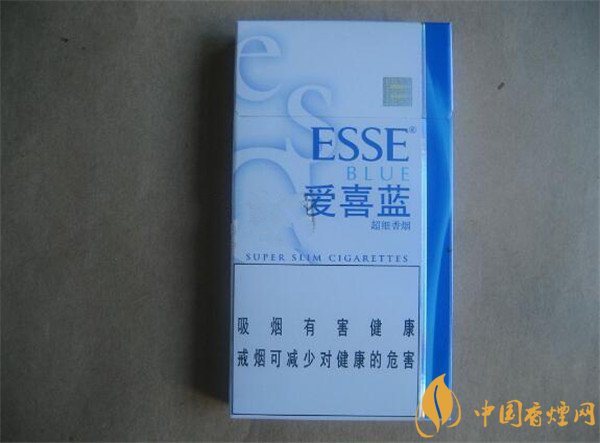 es
ESSE®
BLUE
爱喜蓝
超细香烟
SUPER SLIM CIGARETTES
吸烟有害健康
戒烟可减少对健康的危害
中国香烟网